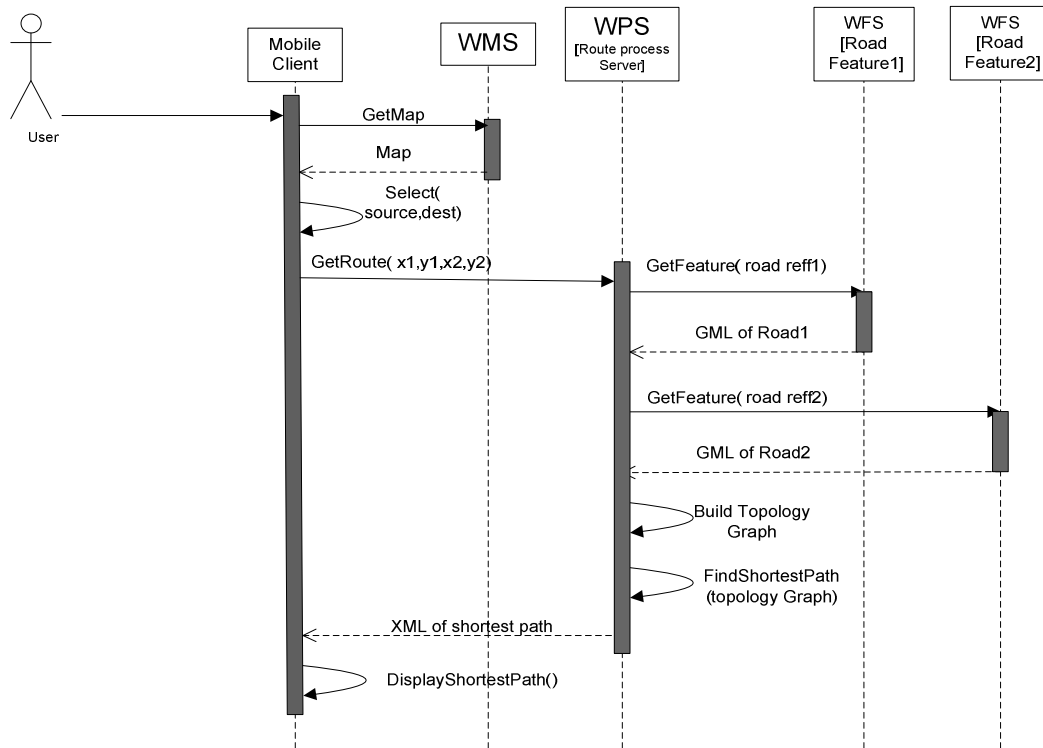 User
Mobile
Client
WMS
WPS
[Route process
Server]
WFS
[Road
Feature1]
WFS
[Road
Feature2]
GetMap
Map
Select(
source,dest)
GetRoute( x1,y1,x2,y2)
GetFeature( road reff1)
GML of Road1
GetFeature( road reff2)
GML of Road2
Build Topology
Graph
FindShortestPath
(topology Graph)
XML of shortest path
DisplayShortestPath()